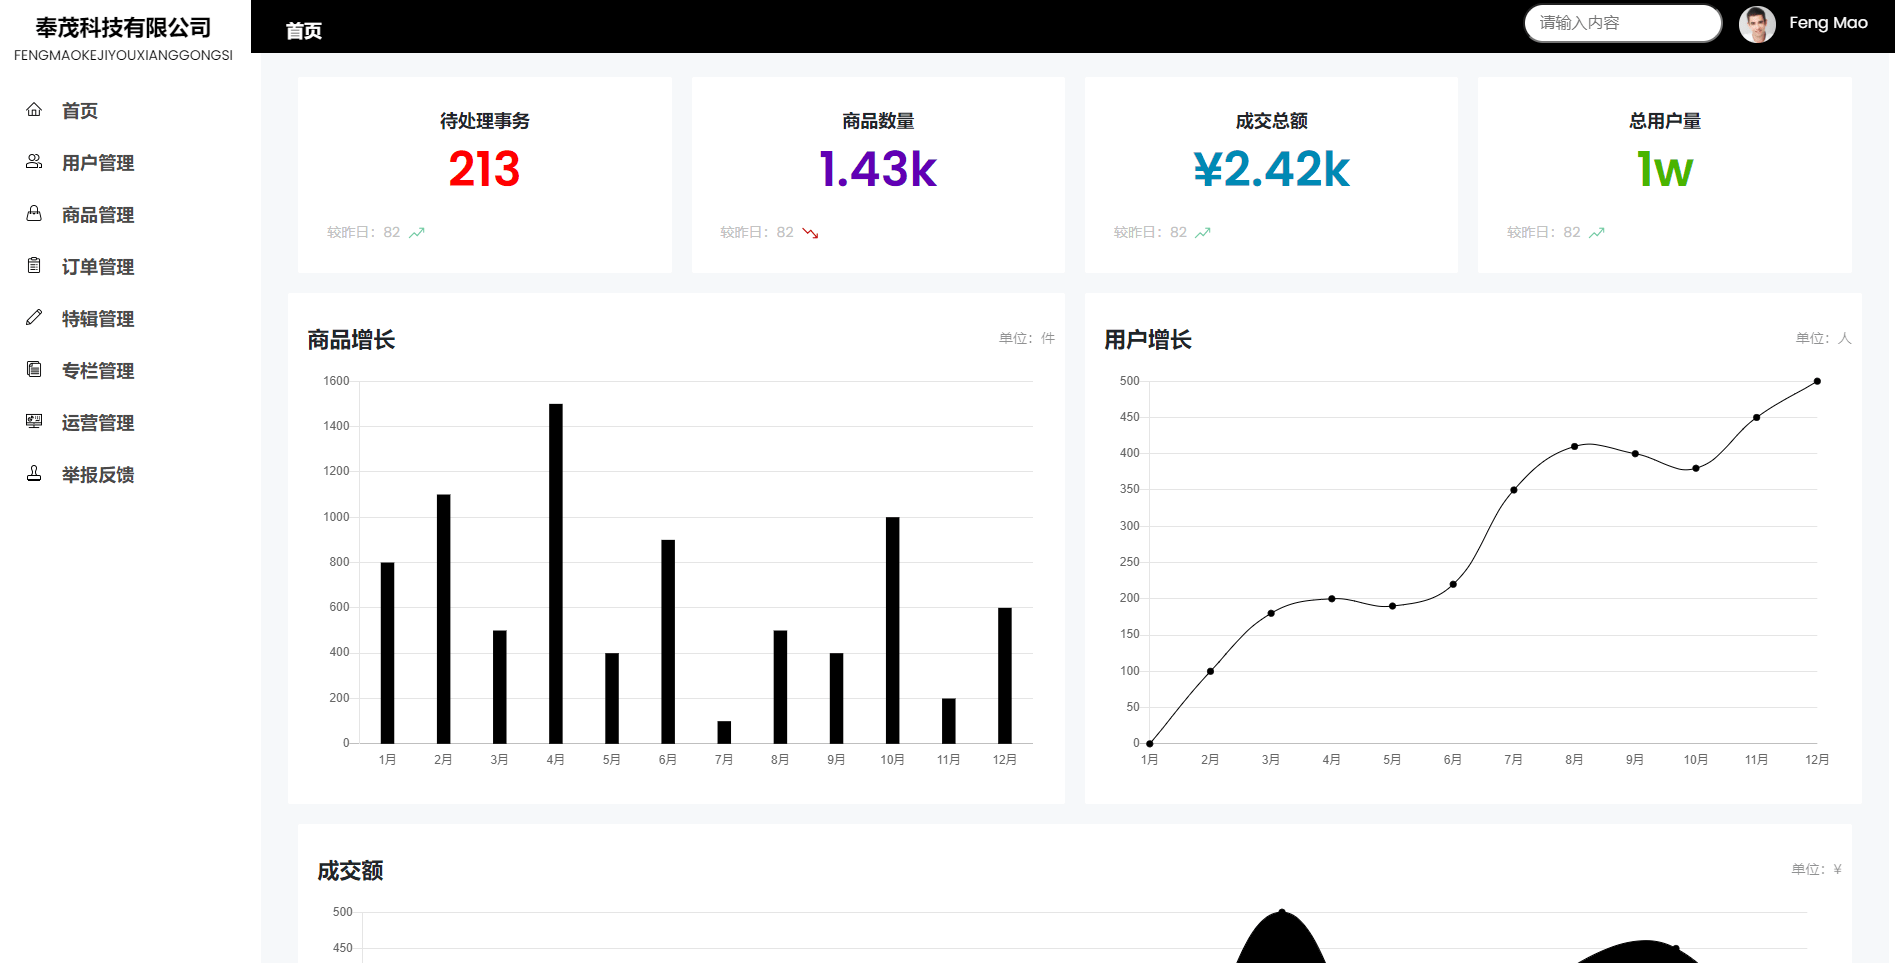 奉茂科技有限公司
FENGMAOKEJIYOUXIANGGONGSI
首页
请输入内容
Feng Mao
首页
用户管理
商品管理
订单管理
特辑管理
专栏管理
运营管理
举报反馈
待处理事务
213
较昨日：82
商品数量
1.43k
较昨日：82
成交总额
¥2.42k
较昨日：82
总用户量
1w
较昨日：82
商品增长
单位：件
1600
1400
1200
1000
800
600
400
200
0
1月 2月 3月 4月 5月 6月 7月 8月 9月 10月 11月 12月
用户增长
单位：人
500
450
400
350
300
250
200
150
100
50
0
1月 2月 3月 4月 5月 6月 7月 8月 9月 10月 11月 12月
成交额
单位：¥
500
450